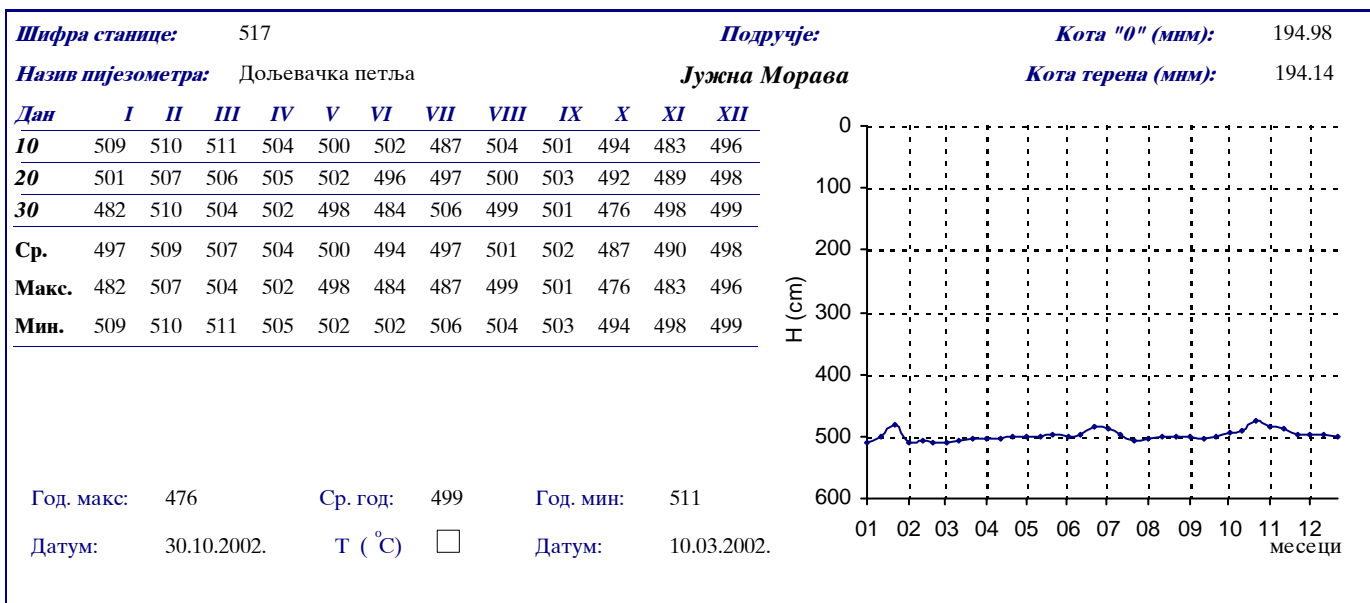 Шифра станице: 517 Подручје: Кота "0" (мнм): 194.98
Назив пијезометра: Дољевачка петља Јужна Морава Кота терена (мнм): 194.14
Дан I II III IV V VI VII VIII IX X XI XII
10 509 510 511 504 500 502 487 504 501 494 483 496
20 501 507 506 505 502 496 497 500 503 492 489 498
30 482 510 504 502 498 484 506 499 501 476 498 499
Ср. 497 509 507 504 500 494 497 501 502 487 490 498
Макс. 482 507 504 502 498 484 487 499 501 476 483 496
Мин. 509 510 511 505 502 502 506 504 503 494 498 499
0
100
200
300
400
500
600
H (cm)
01 02 03 04 05 06 07 08 09 10 11 12
месеци
Год. макс: 476 Ср. год: 499 Год. мин: 511
Датум: 30.10.2002. Т (°C) Датум: 10.03.2002.